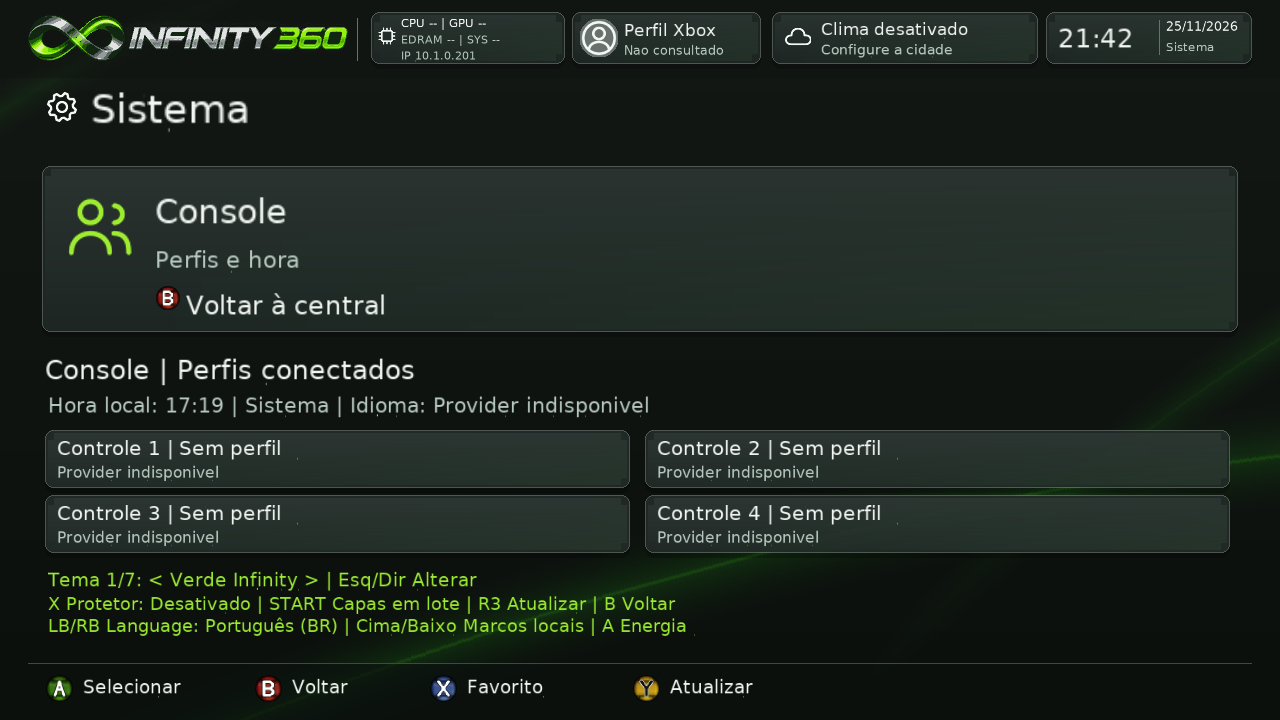 INFINITY 360
CPU -- | GPU --
EDRAM -- | SYS --
IP 10.1.0.201
Perfil Xbox
Nao consultado
Clima desativado
Configure a cidade
21:42
25/11/2026
Sistema
Sistema
Console
Perfis e hora
B Voltar à central
Console | Perfis conectados
Hora local: 17:19 | Sistema | Idioma: Provider indisponivel
Controle 1 | Sem perfil
Provider indisponivel
Controle 2 | Sem perfil
Provider indisponivel
Controle 3 | Sem perfil
Provider indisponivel
Controle 4 | Sem perfil
Provider indisponivel
Tema 1/7: < Verde Infinity > | Esq/Dir Alterar
X Protetor: Desativado | START Capas em lote | R3 Atualizar | B Voltar
LB/RB Language: Português (BR) | Cima/Baixo Marcos locais | A Energia
A Selecionar B Voltar X Favorito Y Atualizar